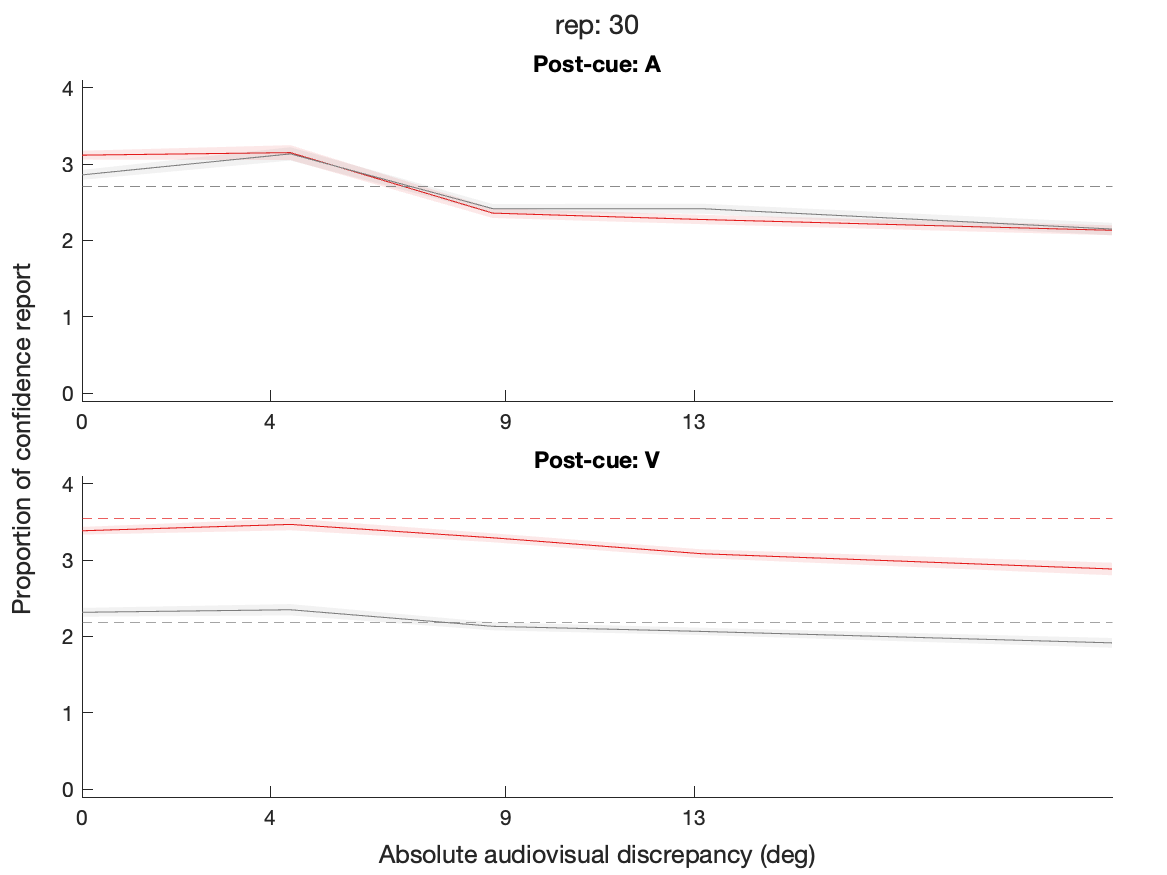 rep: 30
Post-cue: A
4
3
2
1
0
0 4 9 13
Proportion of confidence report
Post-cue: V
4
3
2
1
0
0 4 9 13
Absolute audiovisual discrepancy (deg)